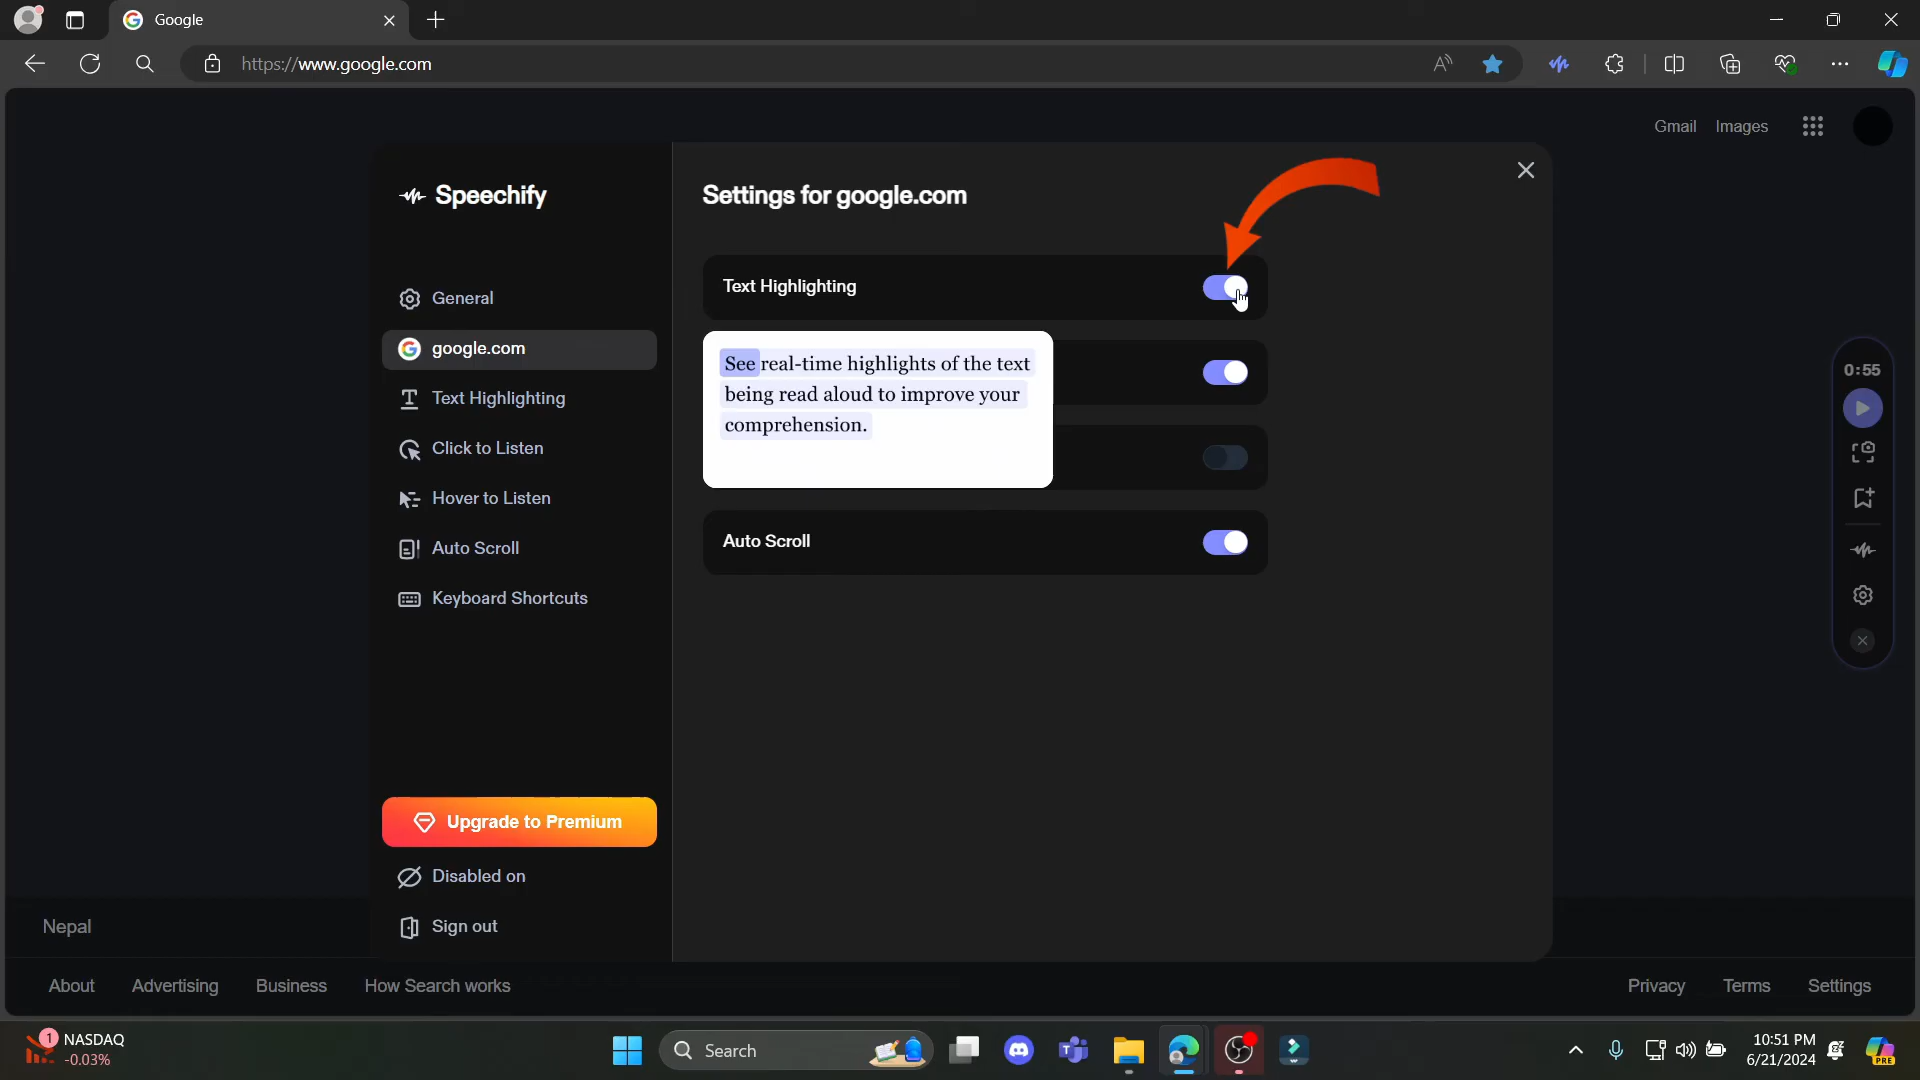 Google
https://www.google.com
Gmail
Images
Speechify
Settings for google.com
General
google.com
Text Highlighting
Click to Listen
Hover to Listen
Auto Scroll
Keyboard Shortcuts
Text Highlighting
See real-time highlights of the text
being read aloud to improve your
comprehension.
Auto Scroll
0:55
Upgrade to Premium
Disabled on
Sign out
Nepal
About
Advertising
Business
How Search works
Privacy
Terms
Settings
1
NASDAQ
-0.03%
Search
10:51 PM
6/21/2024
PRE